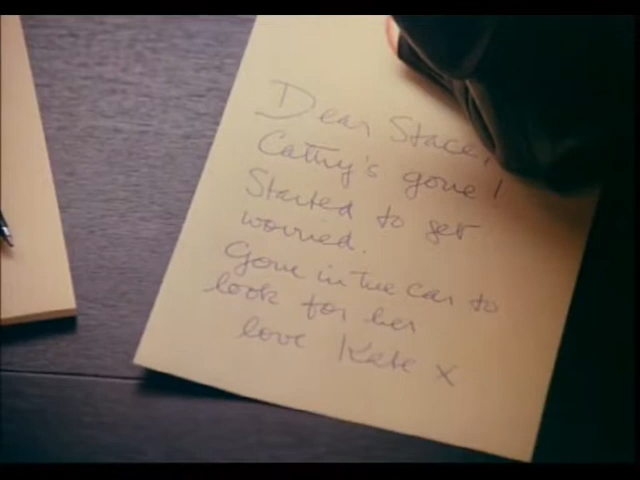 Dear Stace,
Cathy's gone!
Started to get
worried.
Gone in the car to
look for her
love Kate x